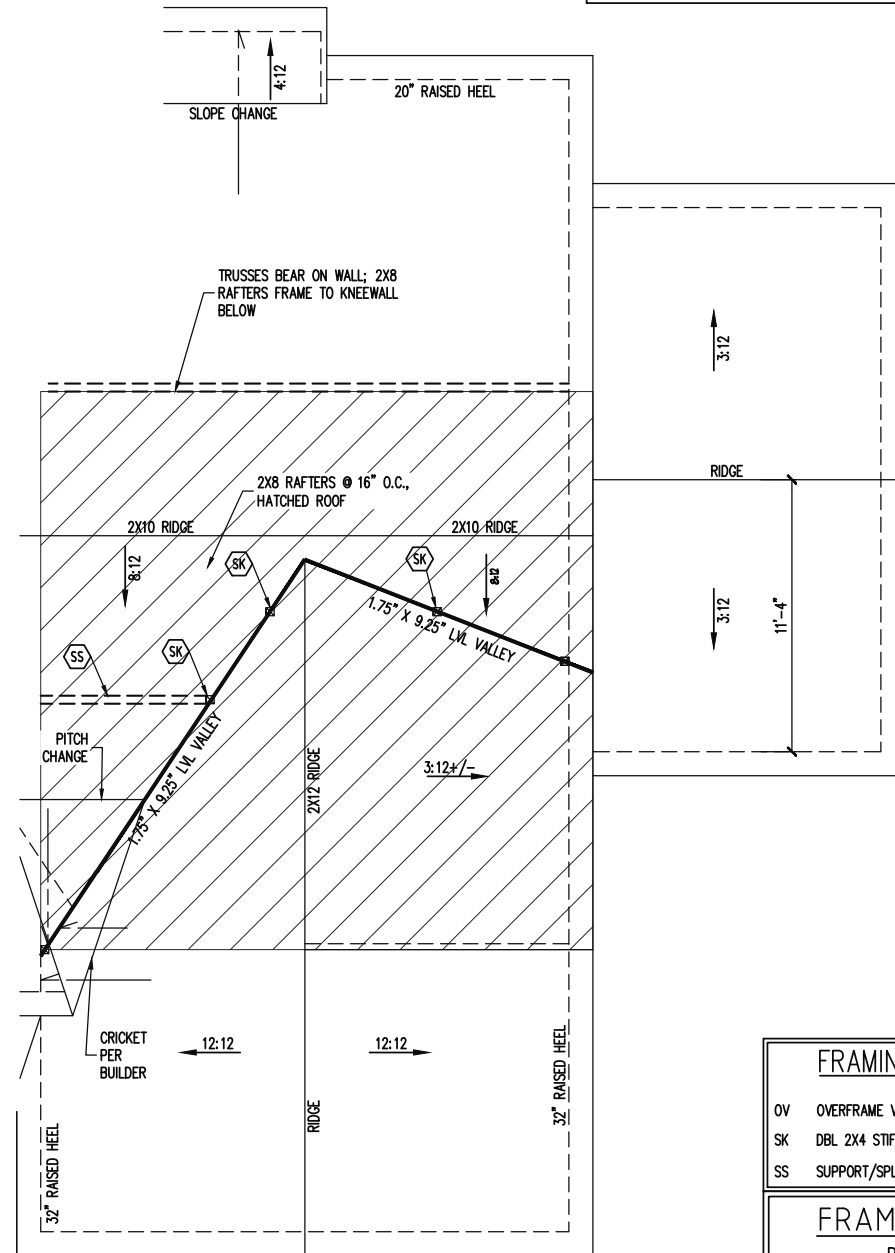 4:12
20" RAISED HEEL
SLOPE CHANGE
TRUSSES BEAR ON WALL; 2X8
RAFTERS FRAME TO KNEEWALL
BELOW
3:12
RIDGE
2X8 RAFTERS @ 16" O.C.,
HATCHED ROOF
2X10 RIDGE
2X10 RIDGE
8:12
SK
SK
8:12
1.75" X 9.25" LVL VALLEY
3:12
11'-4"
SS
SK
PITCH
CHANGE
1.75" X 9.25" LVL VALLEY
2X12 RIDGE
3:12+/-
CRICKET
PER
BUILDER
12:12
12:12
32" RAISED HEEL
RIDGE
32" RAISED HEEL
FRAMIN
OV OVERFRAME
SK DBL 2X4 STIF
SS SUPPORT/SPL
FRAM